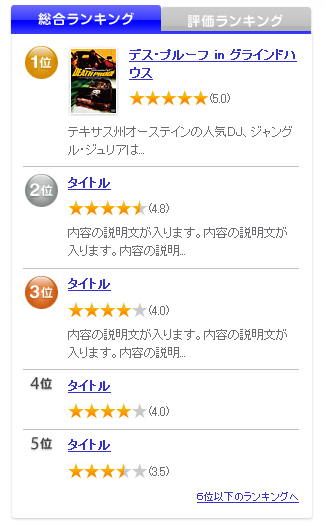 総合ランキング
評価ランキング
1位
DEATH PROOF
デス・プルーフ in グラインドハ
ウス
(5.0)
テキサス州オーステインの人気DJ、ジャング
ル・ジュリアは...
2位
タイトル
(4.8)
内容の説明文が入ります。内容の説明文が
入ります。内容の説明...
3位
タイトル
(4.0)
内容の説明文が入ります。内容の説明文が
入ります。内容の説明...
4位
タイトル
(4.0)
5位
タイトル
(3.5)
6位以下のランキングへ